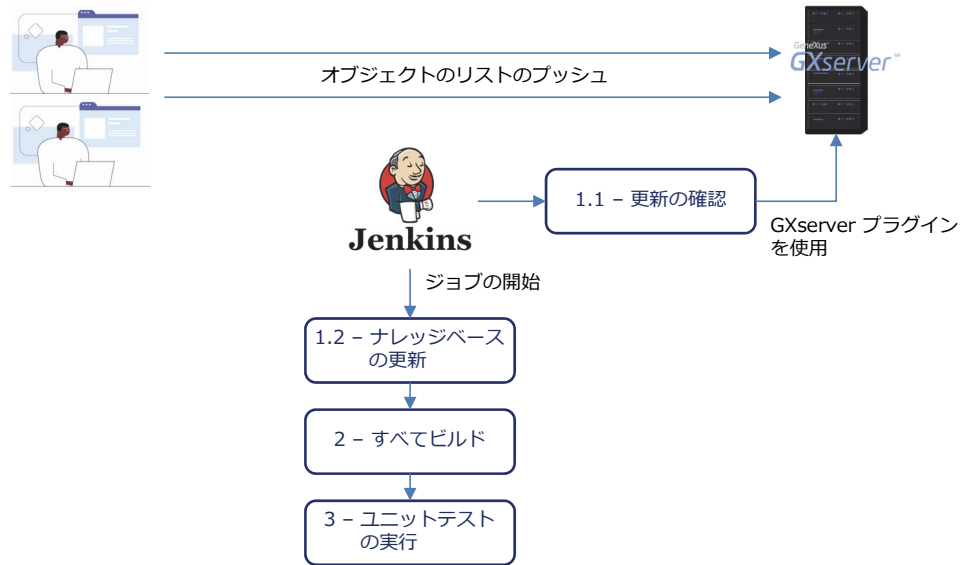 GeneXus™
GXserver™
オブジェクトのリストのプッシュ
1.1 – 更新の確認
GXserver プラグイン
を使用
Jenkins
ジョブの開始
1.2 – ナレッジベース
の更新
2 – すべてビルド
3 – ユニットテスト
の実行